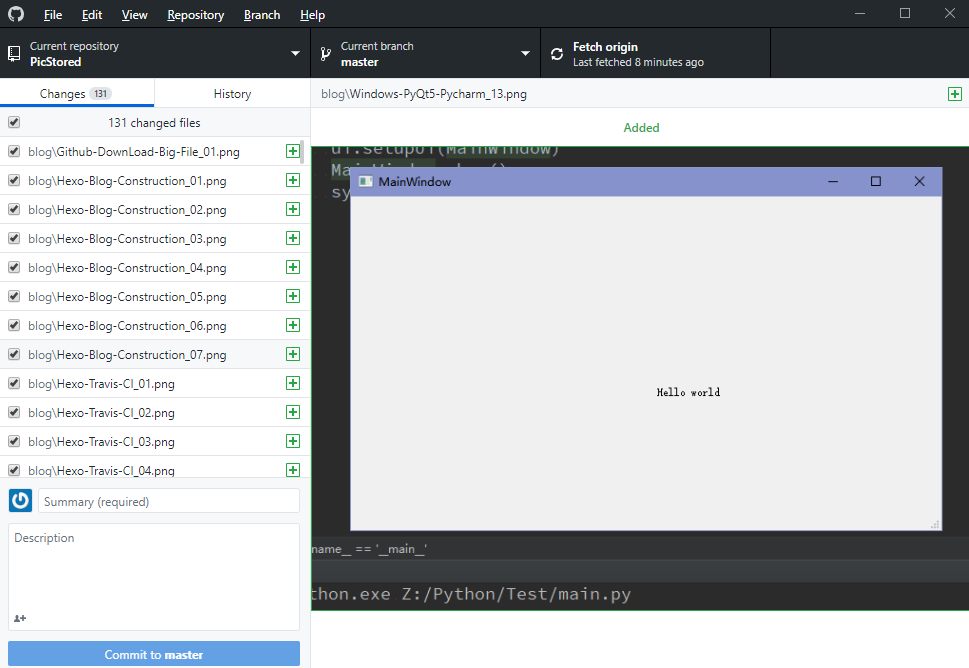 File Edit View Repository Branch Help
Current repository
PicStored
Current branch
master
Fetch origin
Last fetched 8 minutes ago
Changes 131
History
131 changed files
blog\Github-DownLoad-Big-File_01.png
blog\Hexo-Blog-Construction_01.png
blog\Hexo-Blog-Construction_02.png
blog\Hexo-Blog-Construction_03.png
blog\Hexo-Blog-Construction_04.png
blog\Hexo-Blog-Construction_05.png
blog\Hexo-Blog-Construction_06.png
blog\Hexo-Blog-Construction_07.png
blog\Hexo-Travis-CI_01.png
blog\Hexo-Travis-CI_02.png
blog\Hexo-Travis-CI_03.png
blog\Hexo-Travis-CI_04.png
Summary (required)
Description
Commit to master
blog\Windows-PyQt5-Pycharm_13.png
Added
ui.setupUi(MainWindow)
sy
MainWindow
Hello world
name_ == '_main_'
thon.exe Z:/Python/Test/main.py